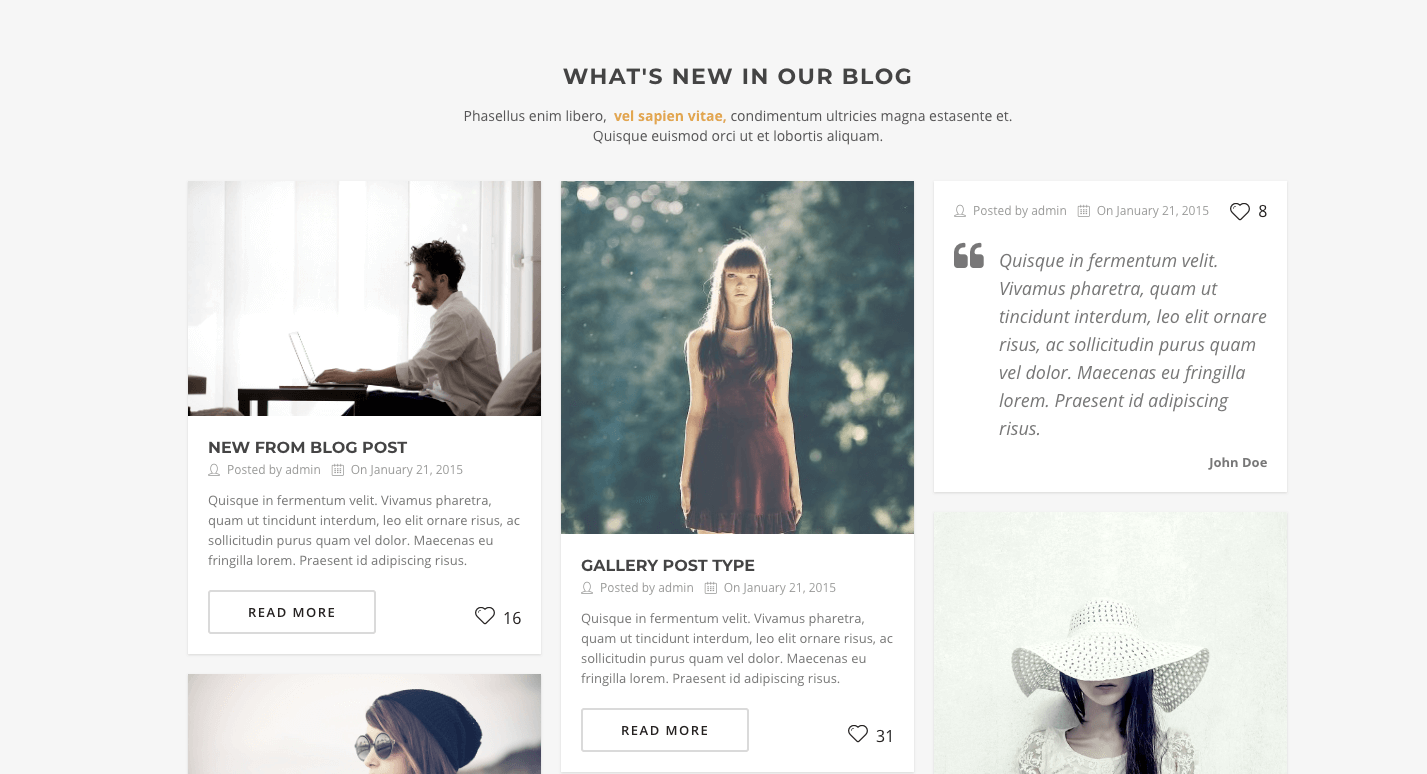 WHAT'S NEW IN OUR BLOG
Phasellus enim libero, vel sapien vitae, condimentum ultricies magna estasente et.
Quisque euismod orci ut et lobortis aliquam.
NEW FROM BLOG POST
Posted by admin On January 21, 2015
Quisque in fermentum velit. Vivamus pharetra,
quam ut tincidunt interdum, leo elit ornare risus, ac
sollicitudin purus quam vel dolor. Maecenas eu
fringilla lorem. Praesent id adipiscing risus.
READ MORE 16
GALLERY POST TYPE
Posted by admin On January 21, 2015
Quisque in fermentum velit. Vivamus pharetra,
quam ut tincidunt interdum, leo elit ornare risus, ac
sollicitudin purus quam vel dolor. Maecenas eu
fringilla lorem. Praesent id adipiscing risus.
READ MORE 31
Posted by admin On January 21, 2015 8
Quisque in fermentum velit.
Vivamus pharetra, quam ut
tincidunt interdum, leo elit ornare
risus, ac sollicitudin purus quam
vel dolor. Maecenas eu fringilla
lorem. Praesent id adipiscing
risus.
John Doe